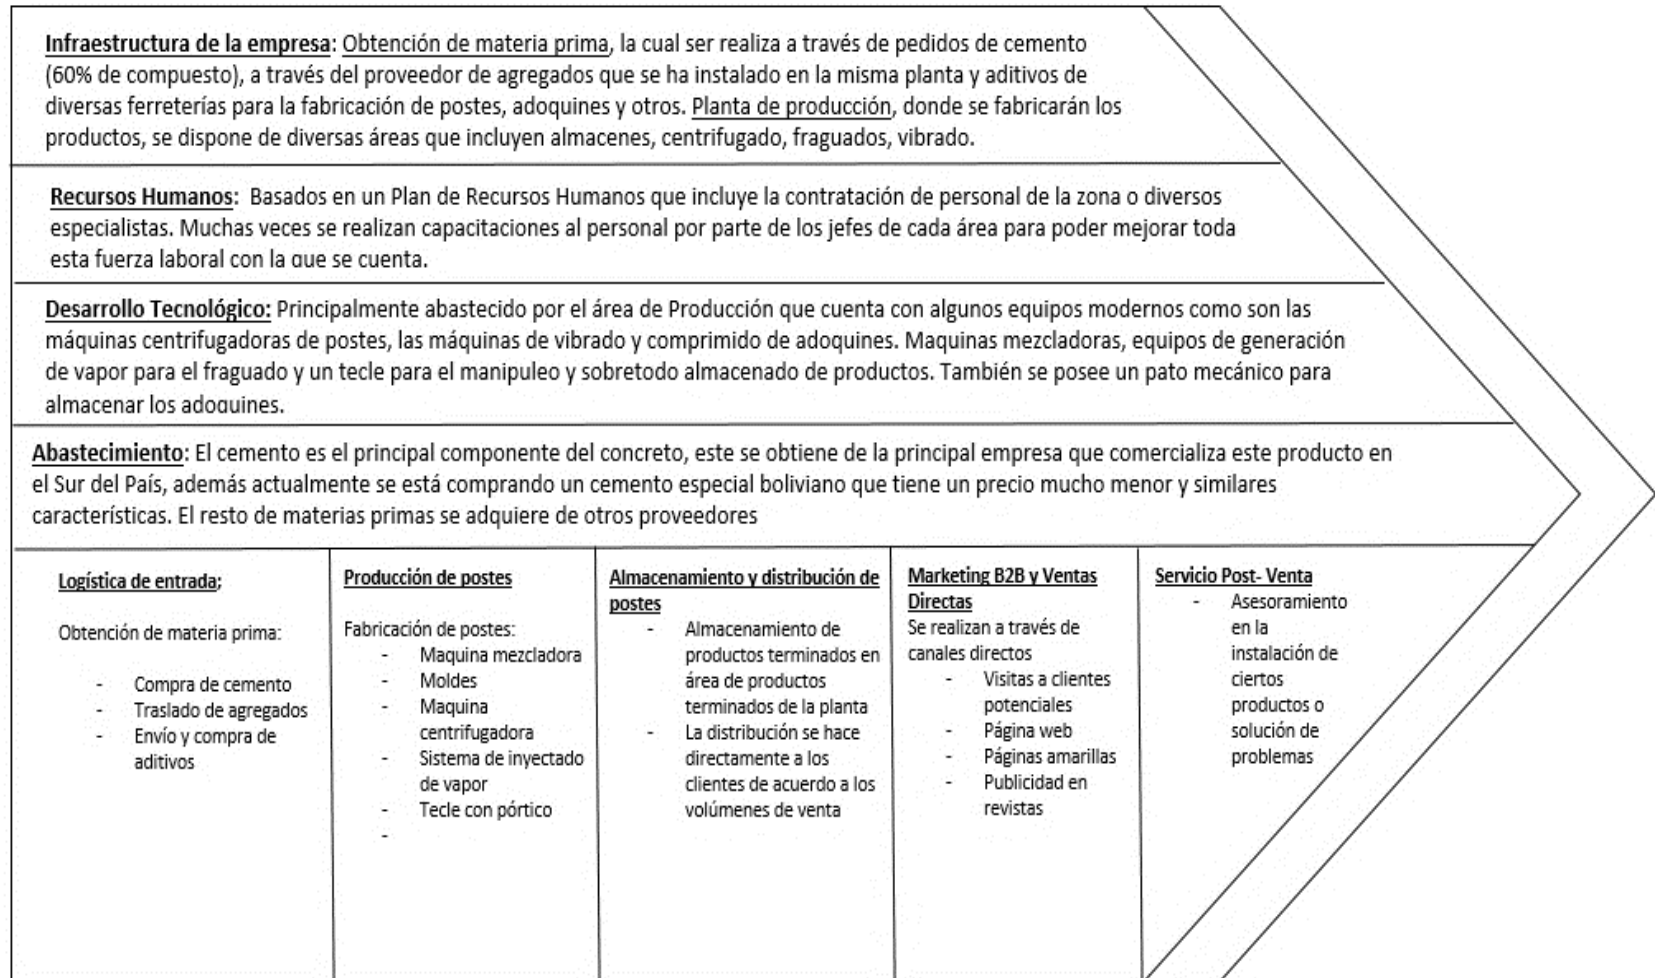 Infraestructura de la empresa: Obtención de materia prima, la cual ser realiza a través de pedidos de cemento
(60% de compuesto), a través del proveedor de agregados que se ha instalado en la misma planta y aditivos de
diversas ferreterías para la fabricación de postes, adoquines y otros. Planta de producción, donde se fabricarán los
productos, se dispone de diversas áreas que incluyen almacenes, centrifugado, fraguados, vibrado.
Recursos Humanos: Basados en un Plan de Recursos Humanos que incluye la contratación de personal de la zona o diversos
especialistas. Muchas veces se realizan capacitaciones al personal por parte de los jefes de cada área para poder mejorar toda
esta fuerza laboral con la que se cuenta.
Desarrollo Tecnológico: Principalmente abastecido por el área de Producción que cuenta con algunos equipos modernos como son las
máquinas centrifugadoras de postes, las máquinas de vibrado y comprimido de adoquines. Maquinas mezcladoras, equipos de generación
de vapor para el fraguado y un tecle para el manipuleo y sobretodo almacenado de productos. También se posee un pato mecánico para
almacenar los adoquines.
Abastecimiento: El cemento es el principal componente del concreto, este se obtiene de la principal empresa que comercializa este producto en
el Sur del País, además actualmente se está comprando un cemento especial boliviano que tiene un precio mucho menor y similares
características. El resto de materias primas se adquiere de otros proveedores
Logística de entrada;
Obtención de materia prima:
- Compra de cemento
- Traslado de agregados
- Envío y compra de
aditivos
Producción de postes
Fabricación de postes:
- Maquina mezcladora
- Moldes
- Maquina
centrifugadora
- Sistema de inyectado
de vapor
- Tecle con pórtico
-
Almacenamiento y distribución de
postes
- Almacenamiento de
productos terminados en
área de productos
terminados de la planta
- La distribución se hace
directamente a los
clientes de acuerdo a los
volúmenes de venta
Marketing B2B y Ventas
Directas
Se realizan a través de
canales directos
- Visitas a clientes
potenciales
- Página web
- Páginas amarillas
- Publicidad en
revistas
Servicio Post- Venta
- Asesoramiento
en la
instalación de
ciertos
productos o
solución de
problemas